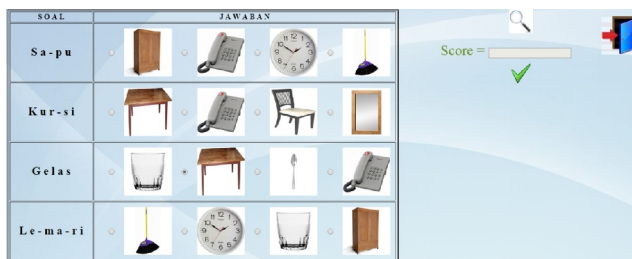 SOAL JAWABAN
Sa-pu
Kur-si
Gelas
Le-ma-ri
Score =